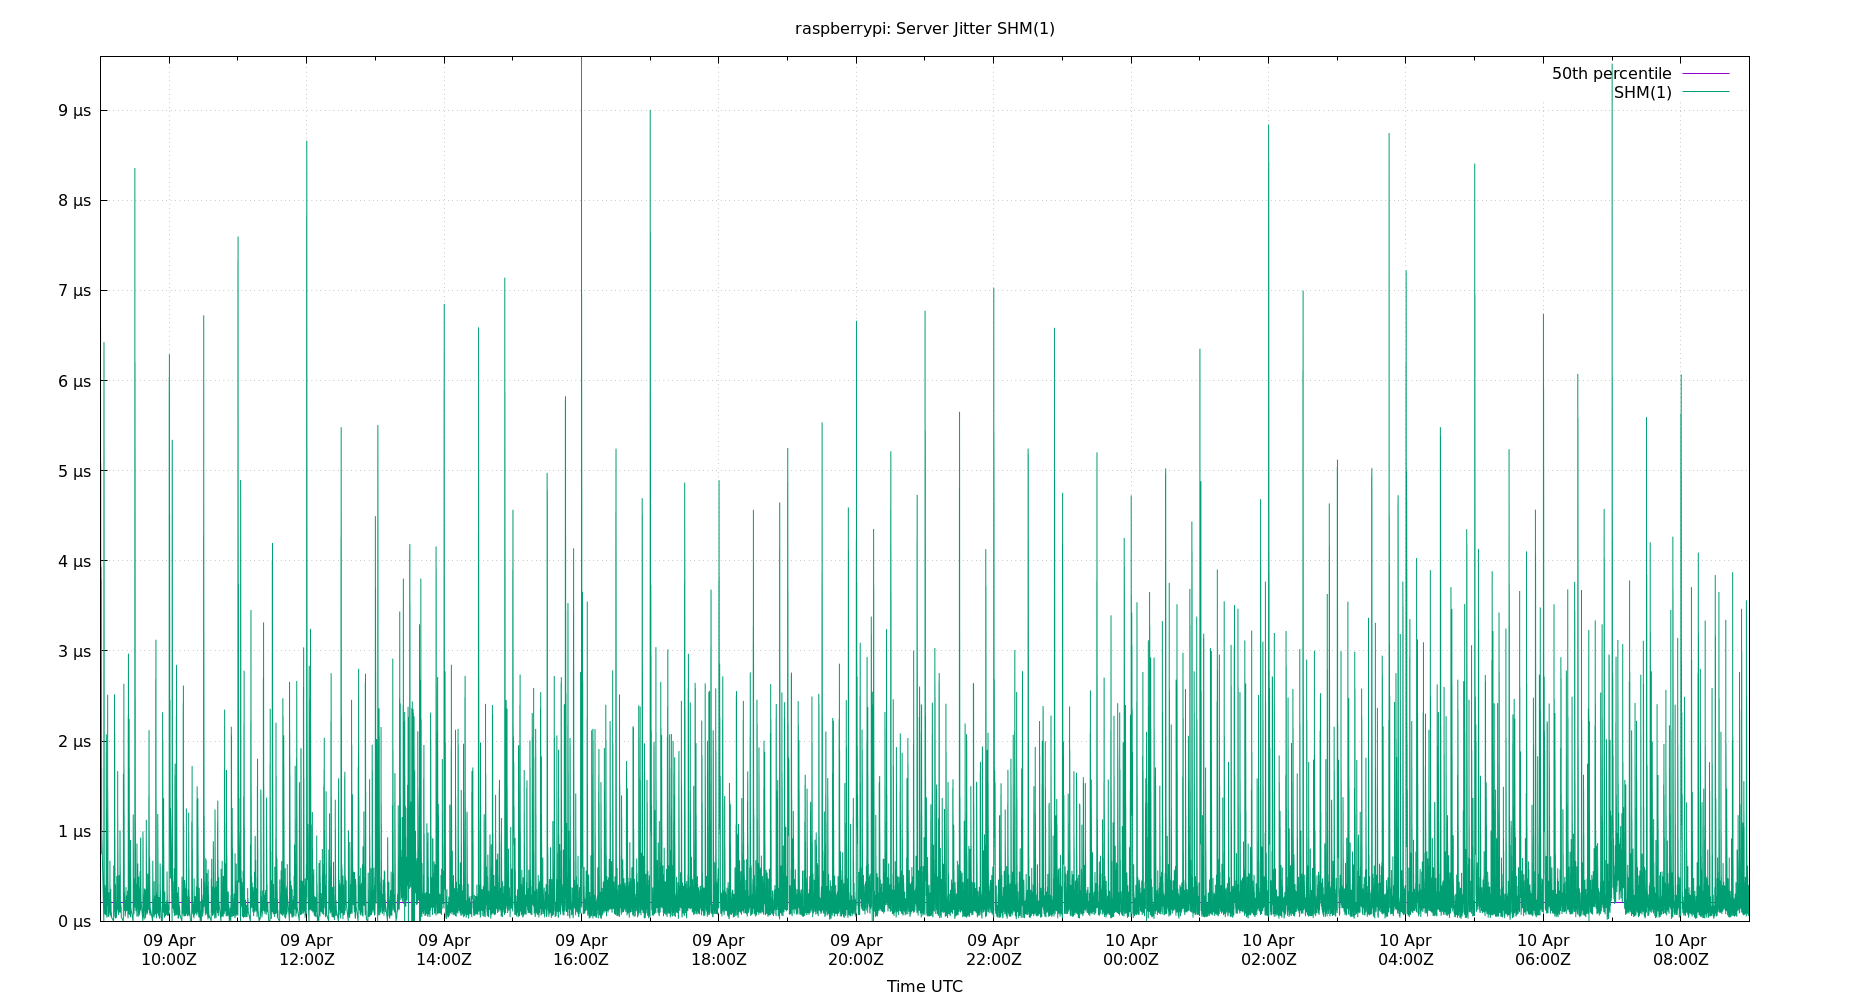 raspberrypi: Server Jitter SHM(1)
50th percentile
SHM(1)
9 µs
8 µs
7 µs
6 µs
5 µs
4 µs
3 µs
2 µs
1 µs
0 µs
09 Apr 09 Apr 09 Apr 09 Apr 09 Apr 09 Apr 09 Apr 10 Apr 10 Apr 10 Apr 10 Apr 10 Apr
10:00Z 12:00Z 14:00Z 16:00Z 18:00Z 20:00Z 22:00Z 00:00Z 02:00Z 04:00Z 06:00Z 08:00Z
Time UTC